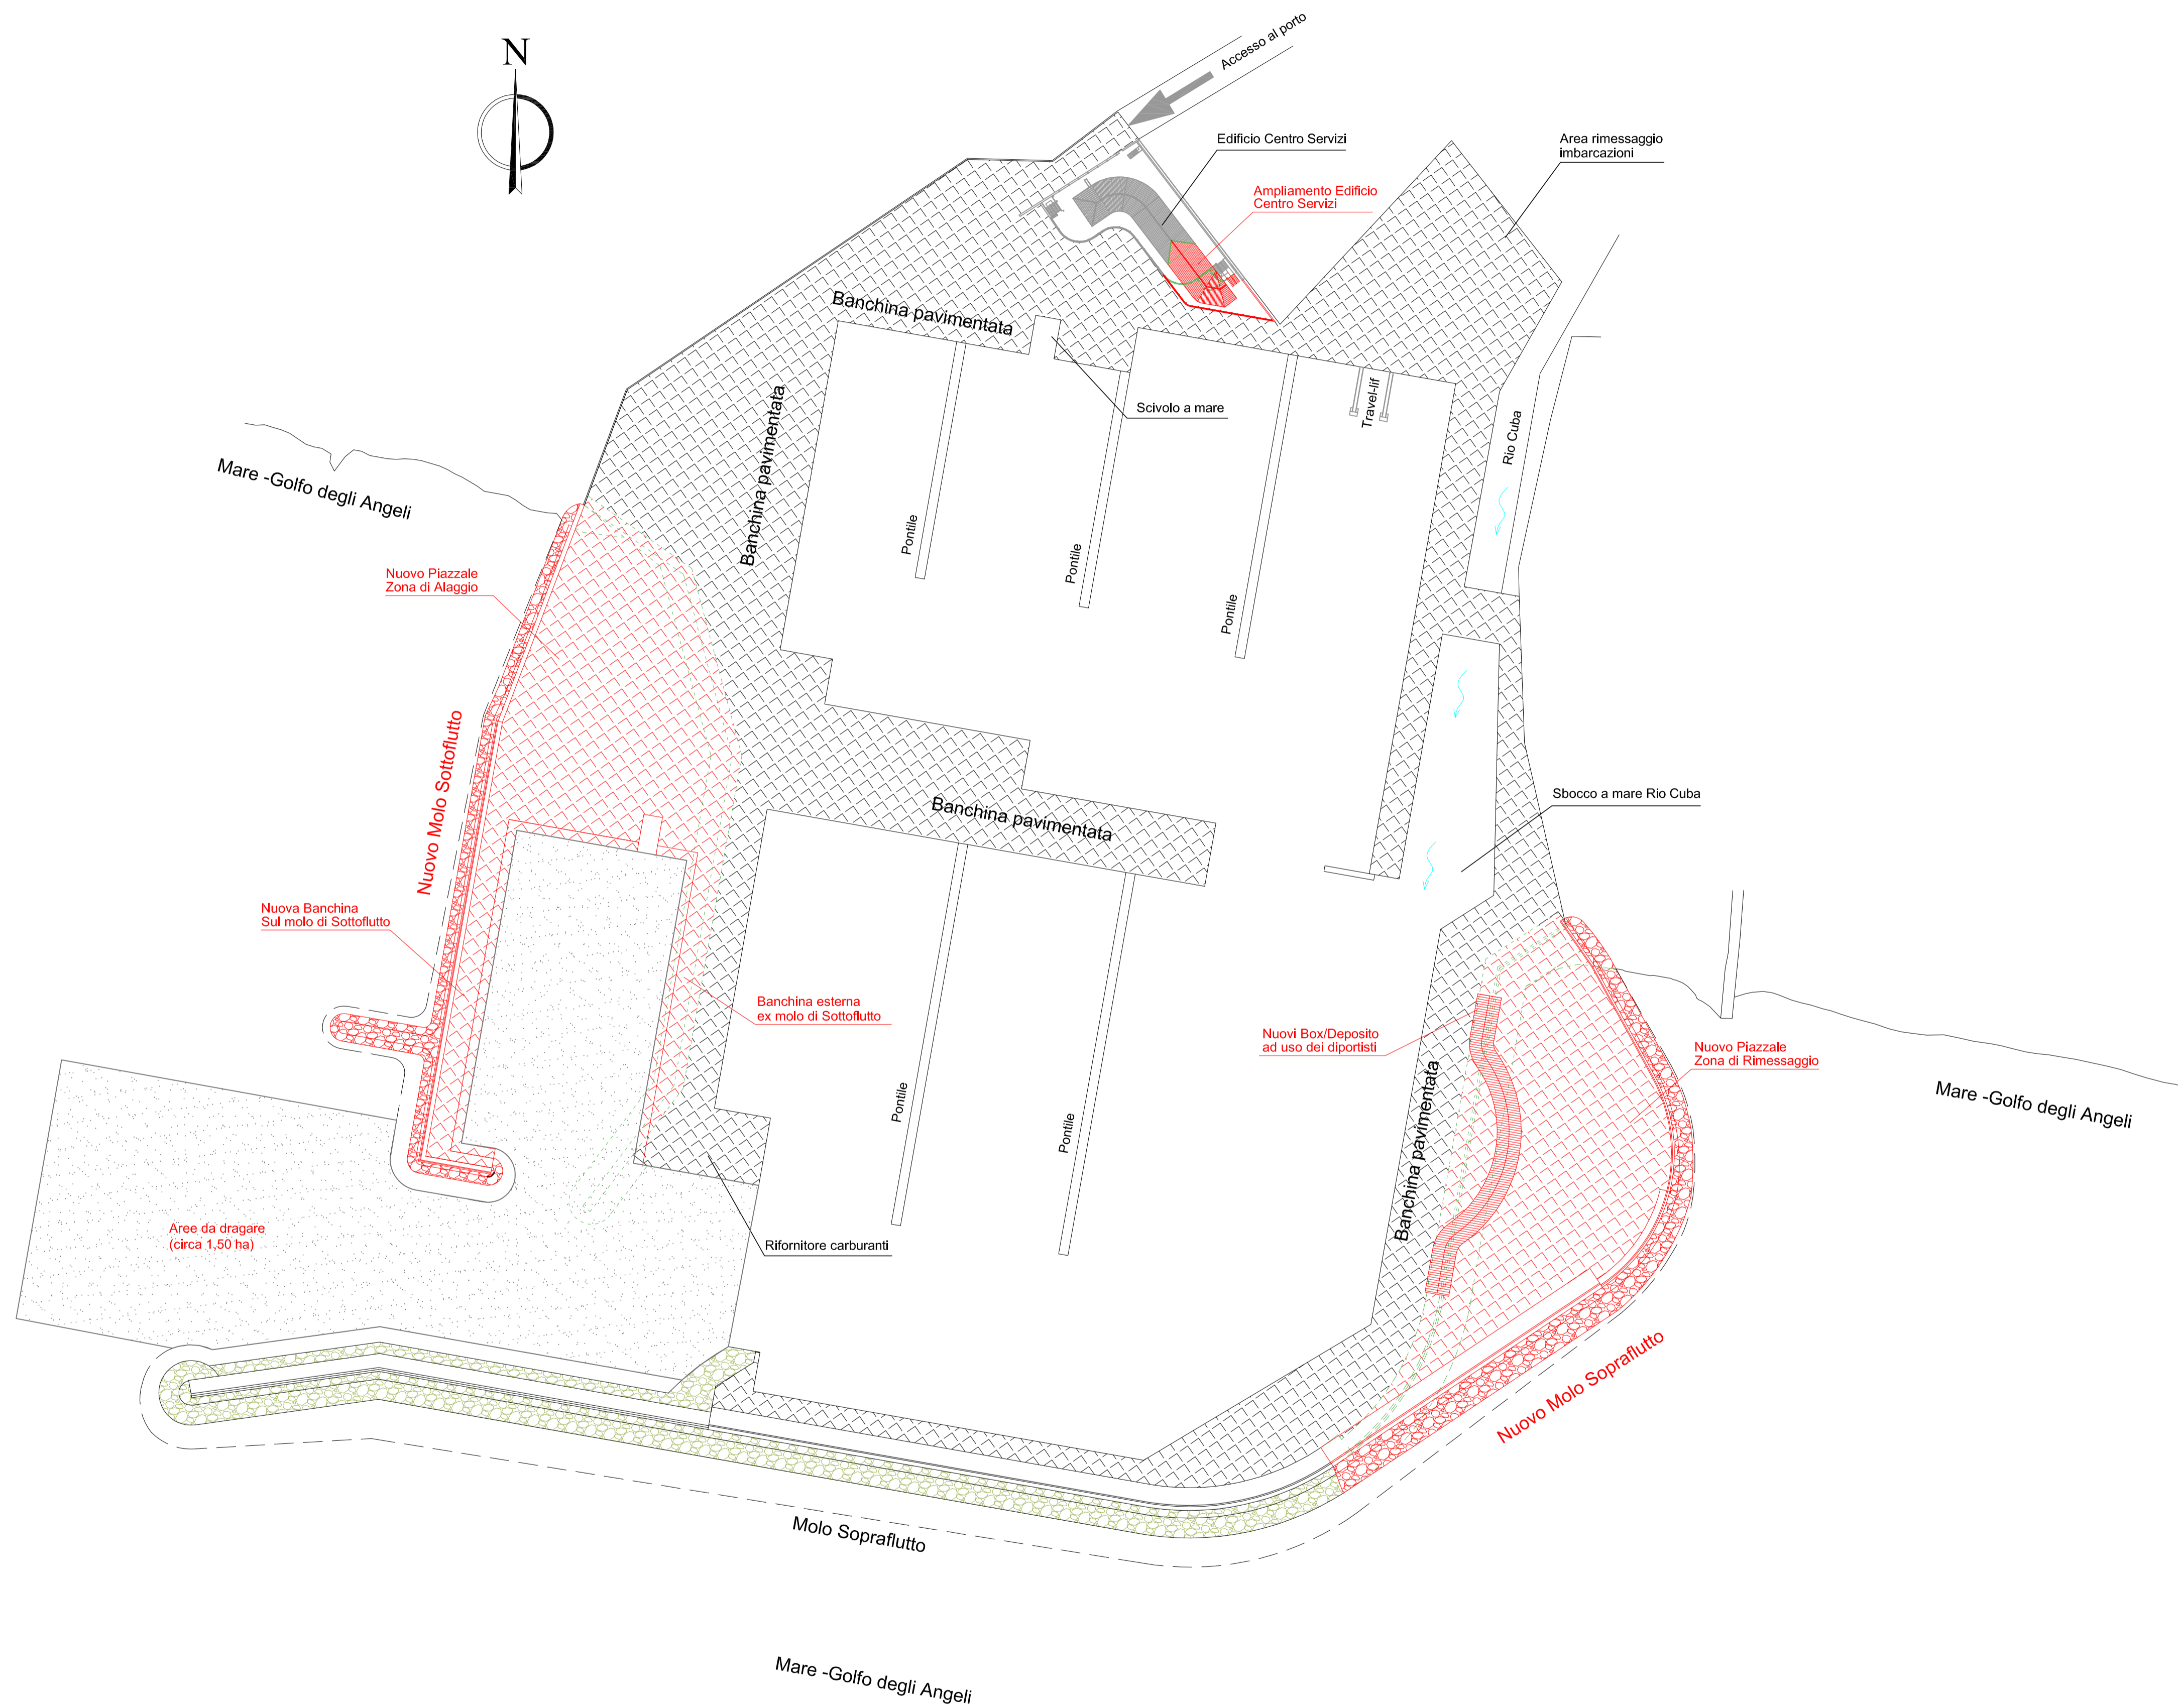 N
Accesso al porto
Edificio Centro Servizi
Area rimessaggio
imbarcazioni
Ampliamento Edificio
Centro Servizi
Banchina pavimentata
Banchina pavimentata
Scivolo a mare
Travel-lif
Rio Cuba
Mare -Golfo degli Angeli
Pontile
Pontile
Pontile
Nuovo Piazzale
Zona di Alaggio
Nuovo Molo Sottoflutto
Banchina pavimentata
Sbocco a mare Rio Cuba
Nuova Banchina
Sul molo di Sottoflutto
Banchina esterna
ex molo di Sottoflutto
Nuovi Box/Deposito
ad uso dei diportisti
Nuovo Piazzale
Zona di Rimessaggio
Mare -Golfo degli Angeli
Pontile
Pontile
Banchina pavimentata
Aree da dragare
(circa 1,50 ha)
Rifornitore carburanti
Nuovo Molo Sopraflutto
Molo Sopraflutto
Mare -Golfo degli Angeli